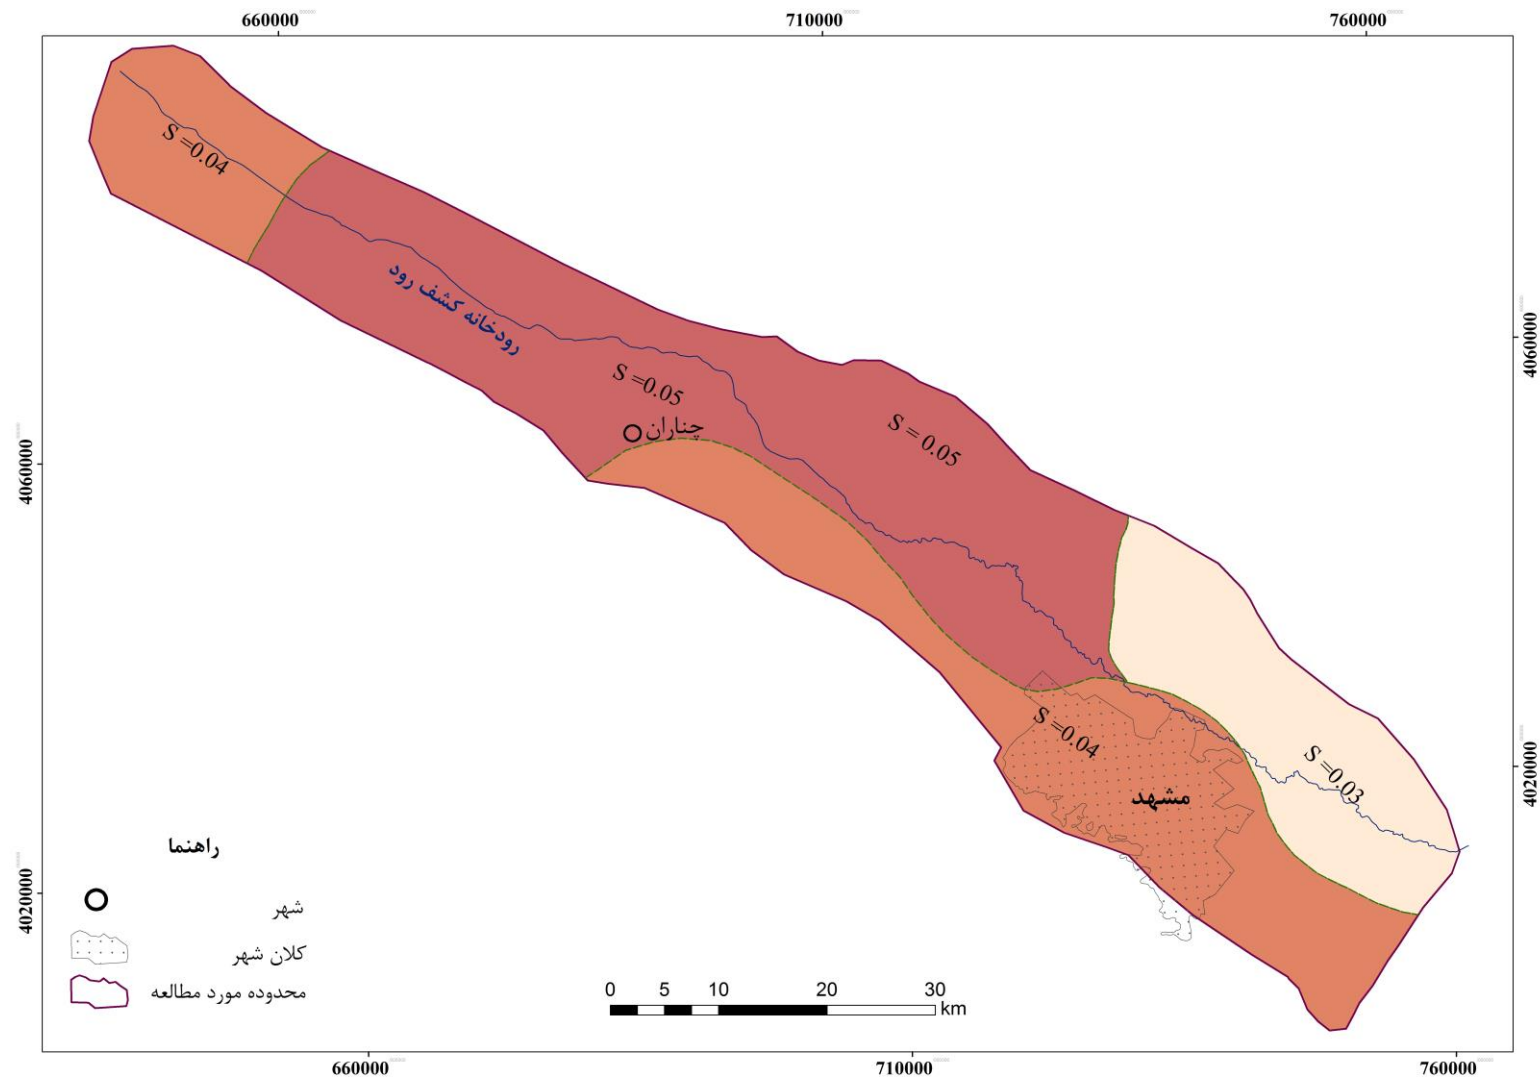 660000
710000
760000
S =0.04
رودخانه کشف رود
S =0.05
چناران
S =0.05
4060000
4060000
S =0.04
مشهد
S =0.03
4020000
4020000
راهنما
شهر
کلان شهر
محدوده مورد مطالعه
0 5 10 20 30
km
660000
710000
760000